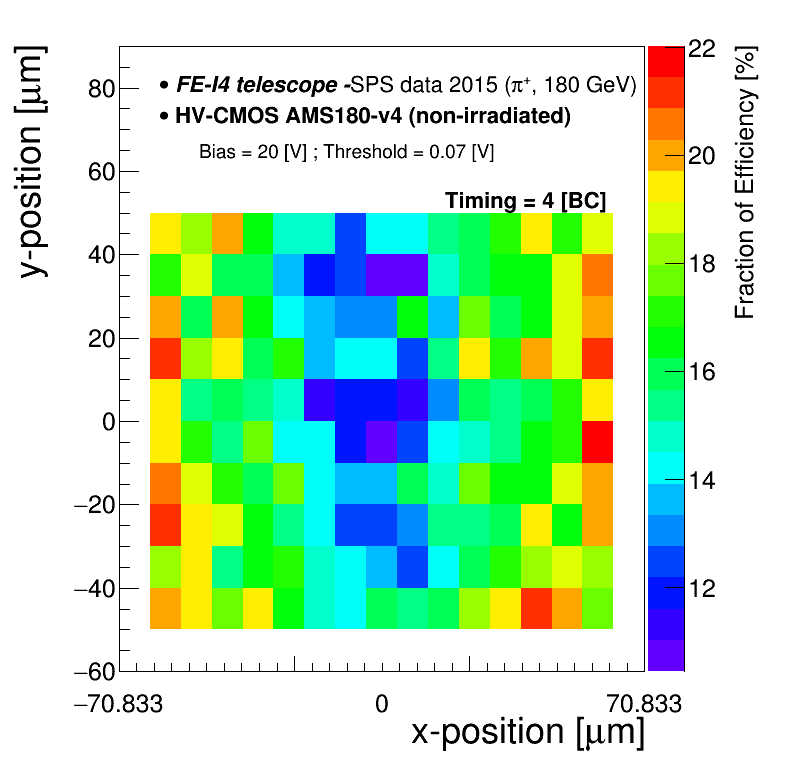 • FE-I4 telescope -SPS data 2015 (π⁺, 180 GeV)
• HV-CMOS AMS180-v4 (non-irradiated)
Bias = 20 [V] ; Threshold = 0.07 [V]
Timing = 4 [BC]
y-position [μm]
80
60
40
20
0
−20
−40
−60
−70.833
0
70.833
x-position [μm]
22
20
18
16
14
12
Fraction of Efficiency [%]